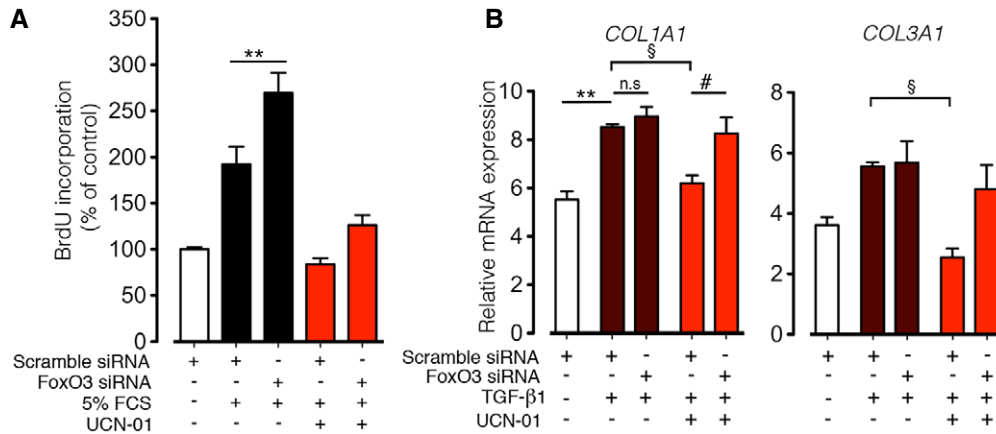 A
BrdU incorporation
(% of control)
350
300
250
200
150
100
50
0
**
Scramble siRNA + + - + -
FoxO3 siRNA - - + - +
5% FCS - + + + +
UCN-01 - - - + +
B
COL1A1
Relative mRNA expression
10
8
6
4
2
0
**
n.s
§
#
Scramble siRNA + + - + -
FoxO3 siRNA - - + - +
TGF-β1 - + + + +
UCN-01 - - - + +
COL3A1
8
6
4
2
0
§
+ + - + -
- - + - +
- + + + +
- - - + +